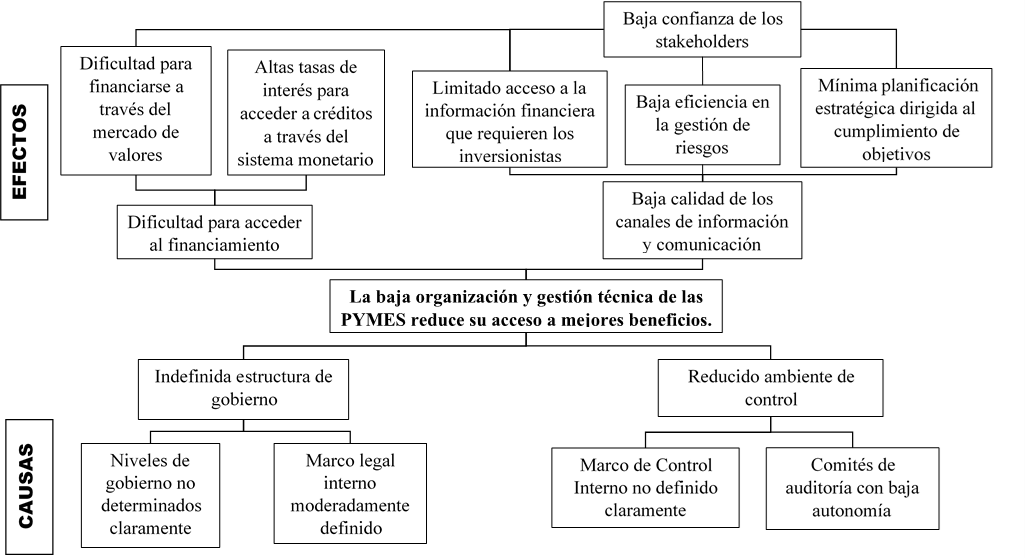 Baja confianza de los
stakeholders
EFECTOS
Dificultad para
financiarse a
través del
mercado de
valores
Altas tasas de
interés para
acceder a créditos
a través del
sistema monetario
Limitado acceso a la
información financiera
que requieren los
inversionistas
Baja eficiencia en
la gestión de
riesgos
Mínima planificación
estratégica dirigida al
cumplimiento de
objetivos
Dificultad para acceder
al financiamiento
Baja calidad de los
canales de información
y comunicación
La baja organización y gestión técnica de las
PYMES reduce su acceso a mejores beneficios.
CAUSAS
Indefinida estructura de
gobierno
Reducido ambiente de
control
Niveles de
gobierno no
determinados
claramente
Marco legal
interno
moderadamente
definido
Marco de Control
Interno no definido
claramente
Comités de
auditoría con baja
autonomía